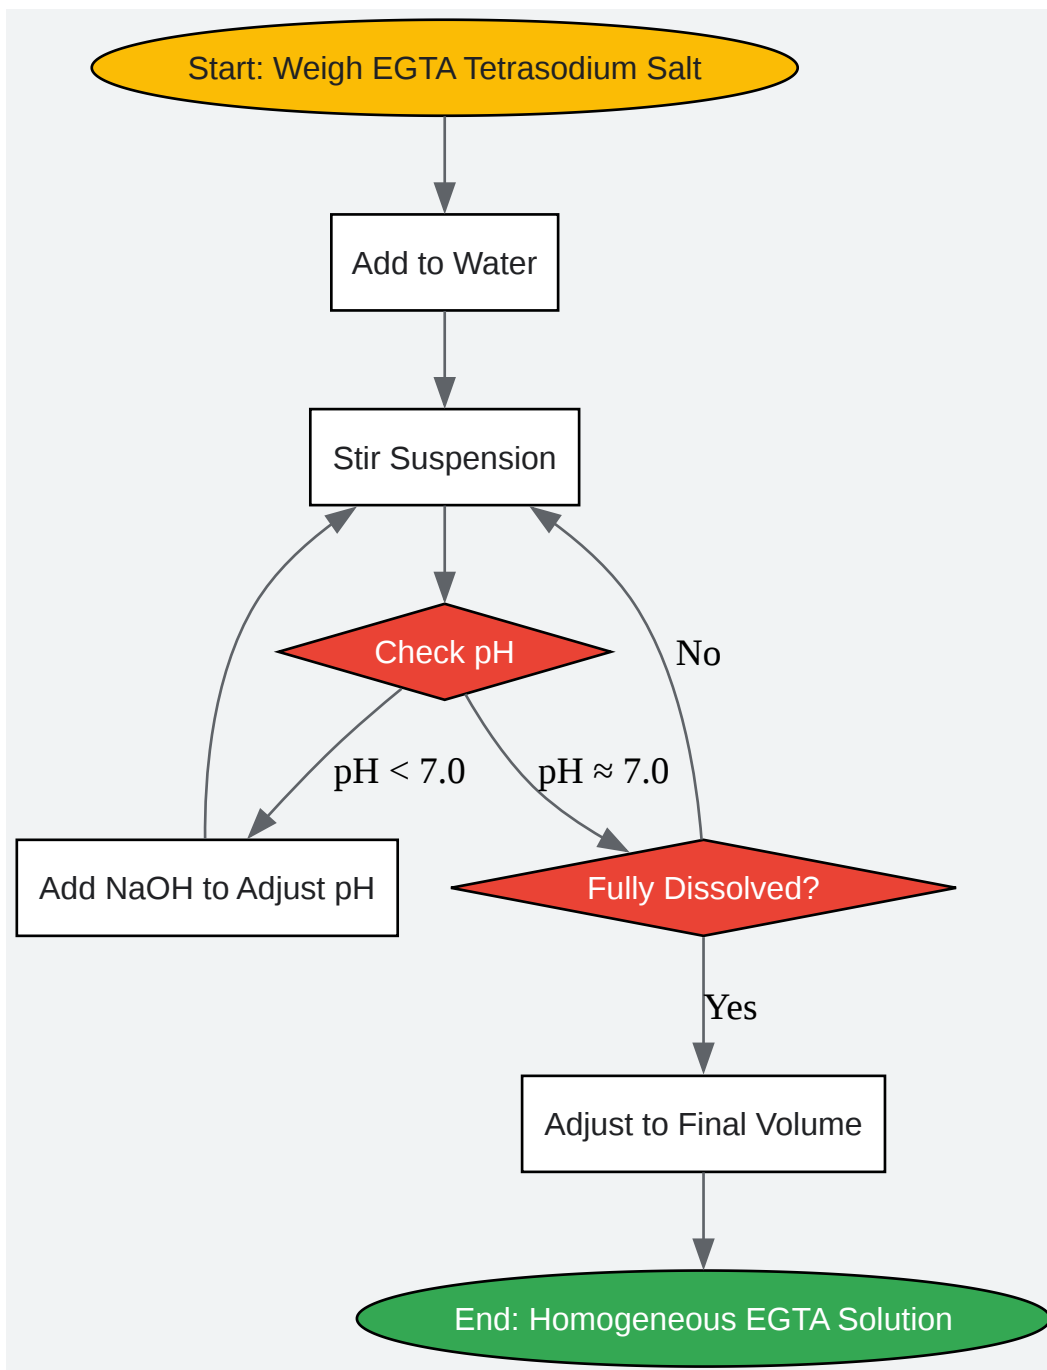 Start: Weigh EGTA Tetrasodium Salt
Add to Water
Stir Suspension
Check pH
No
pH < 7.0
pH ≈ 7.0
Add NaOH to Adjust pH
Fully Dissolved?
Yes
Adjust to Final Volume
End: Homogeneous EGTA Solution